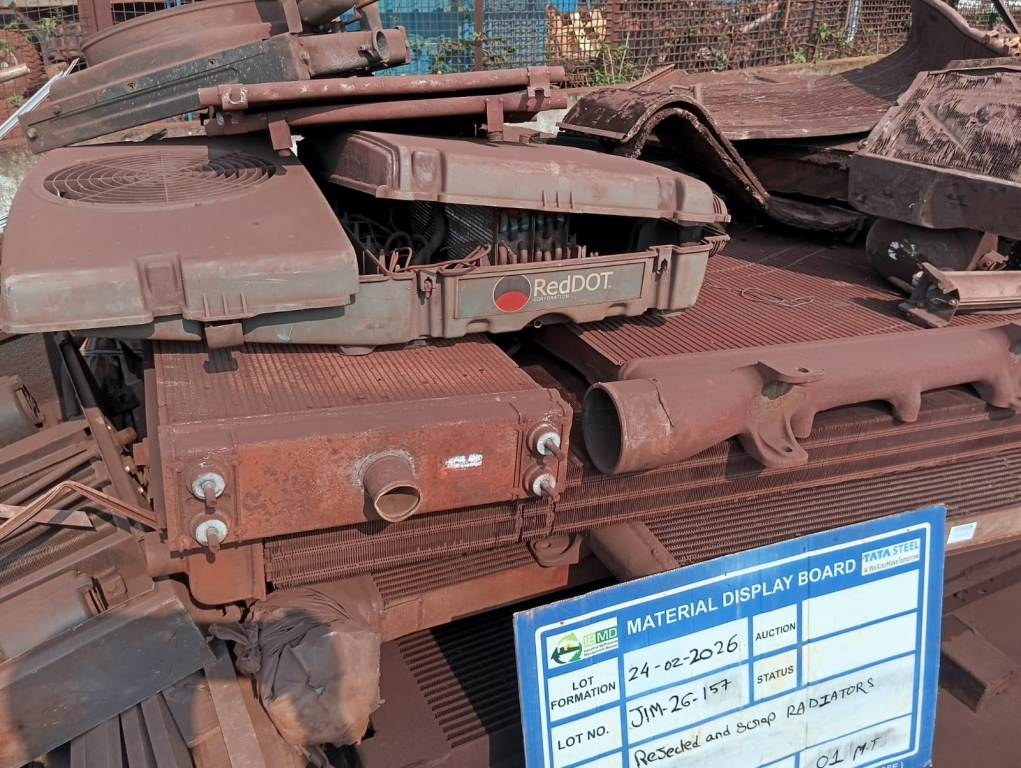 RedDOT
CORPORATION
MATERIAL DISPLAY BOARD
TATA STEEL
IBMD
LOT FORMATION
24-02-2026
AUCTION
STATUS
LOT NO.
JIM-26-157
Rejected and Scrap RADIATORS
01 M.T